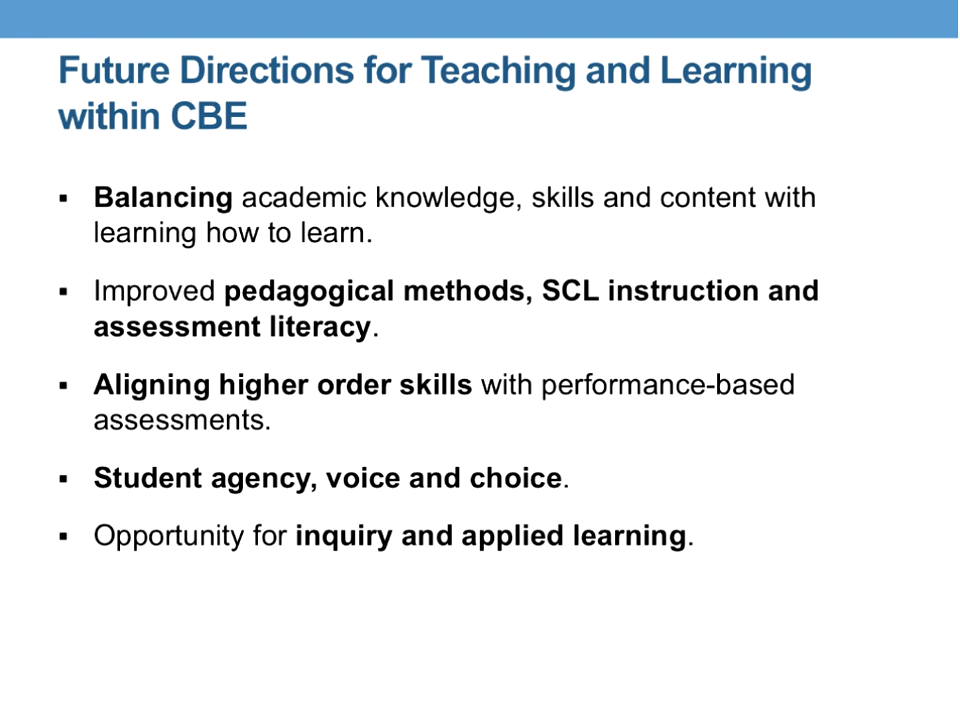 Future Directions for Teaching and Learning
within CBE
▪ Balancing academic knowledge, skills and content with
learning how to learn.
▪ Improved pedagogical methods, SCL instruction and
assessment literacy.
▪ Aligning higher order skills with performance-based
assessments.
▪ Student agency, voice and choice.
▪ Opportunity for inquiry and applied learning.